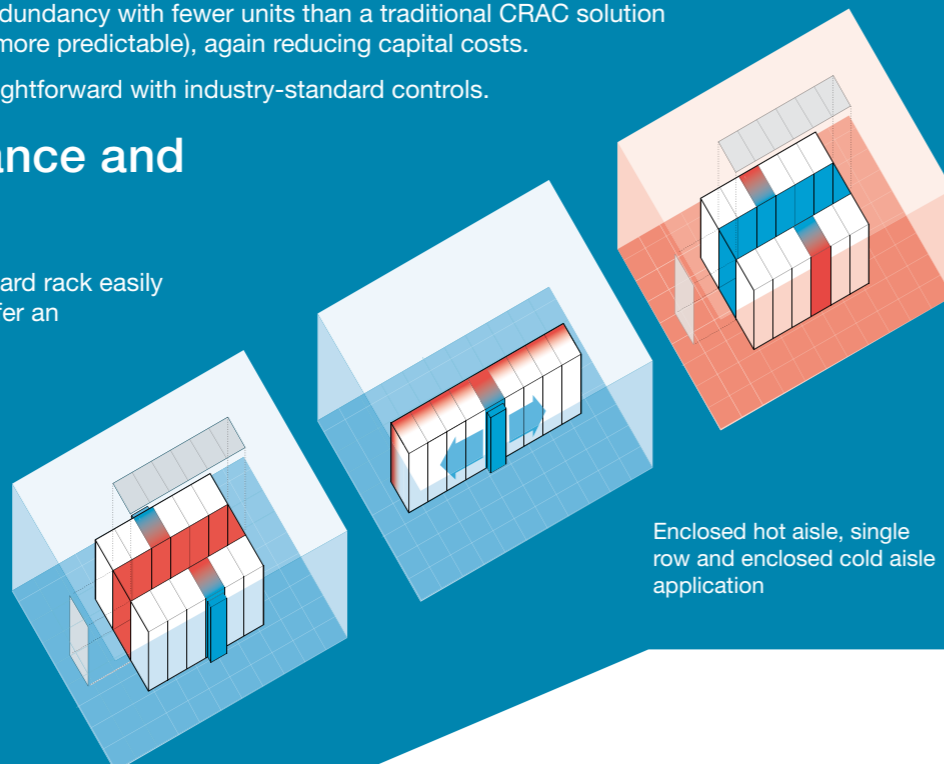 dundancy with fewer units than a traditional CRAC solution
more predictable), again reducing capital costs.
ghtforward with industry-standard controls.
ance and
ard rack easily
fer an
Enclosed hot aisle, single
row and enclosed cold aisle
application